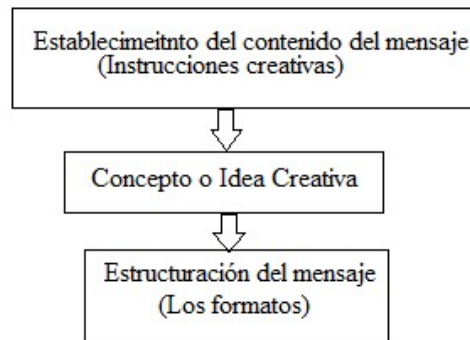 Establecimeitnto del contenido del mensaje
(Instrucciones creativas)
Concepto o Idea Creativa
Estructuración del mensaje
(Los formatos)